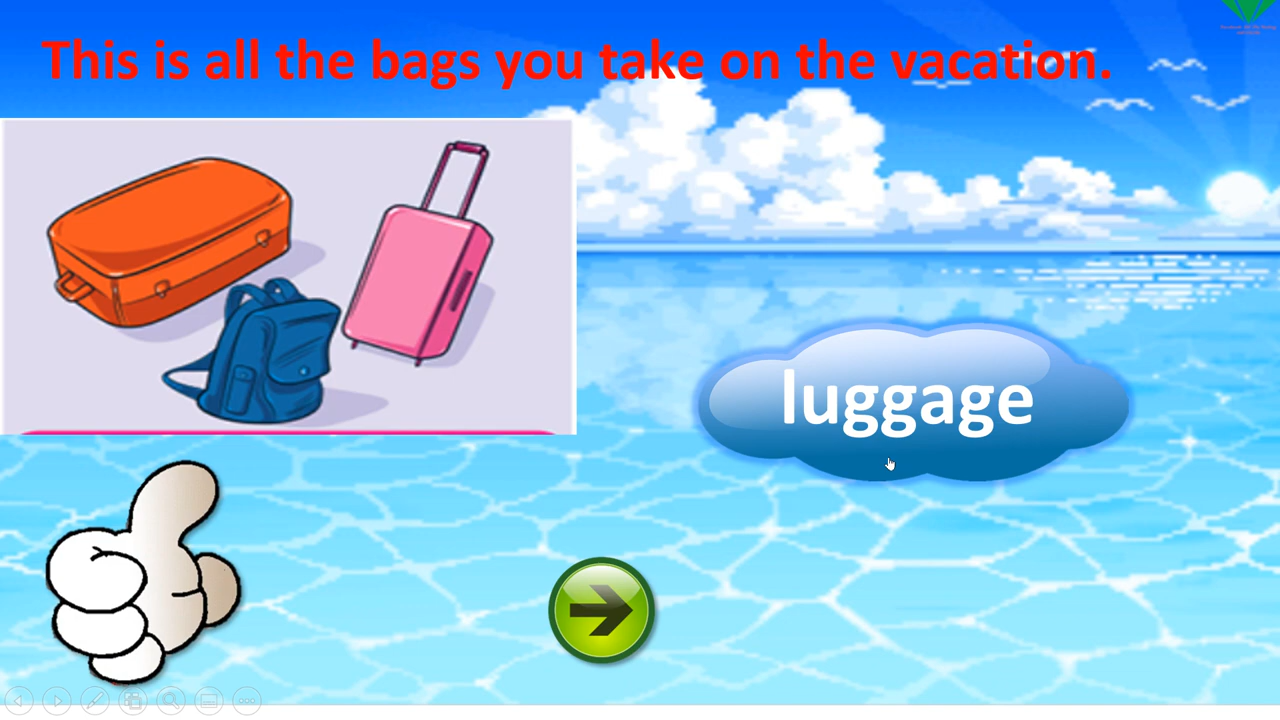 This is all the bags you take on the vacation.
luggage